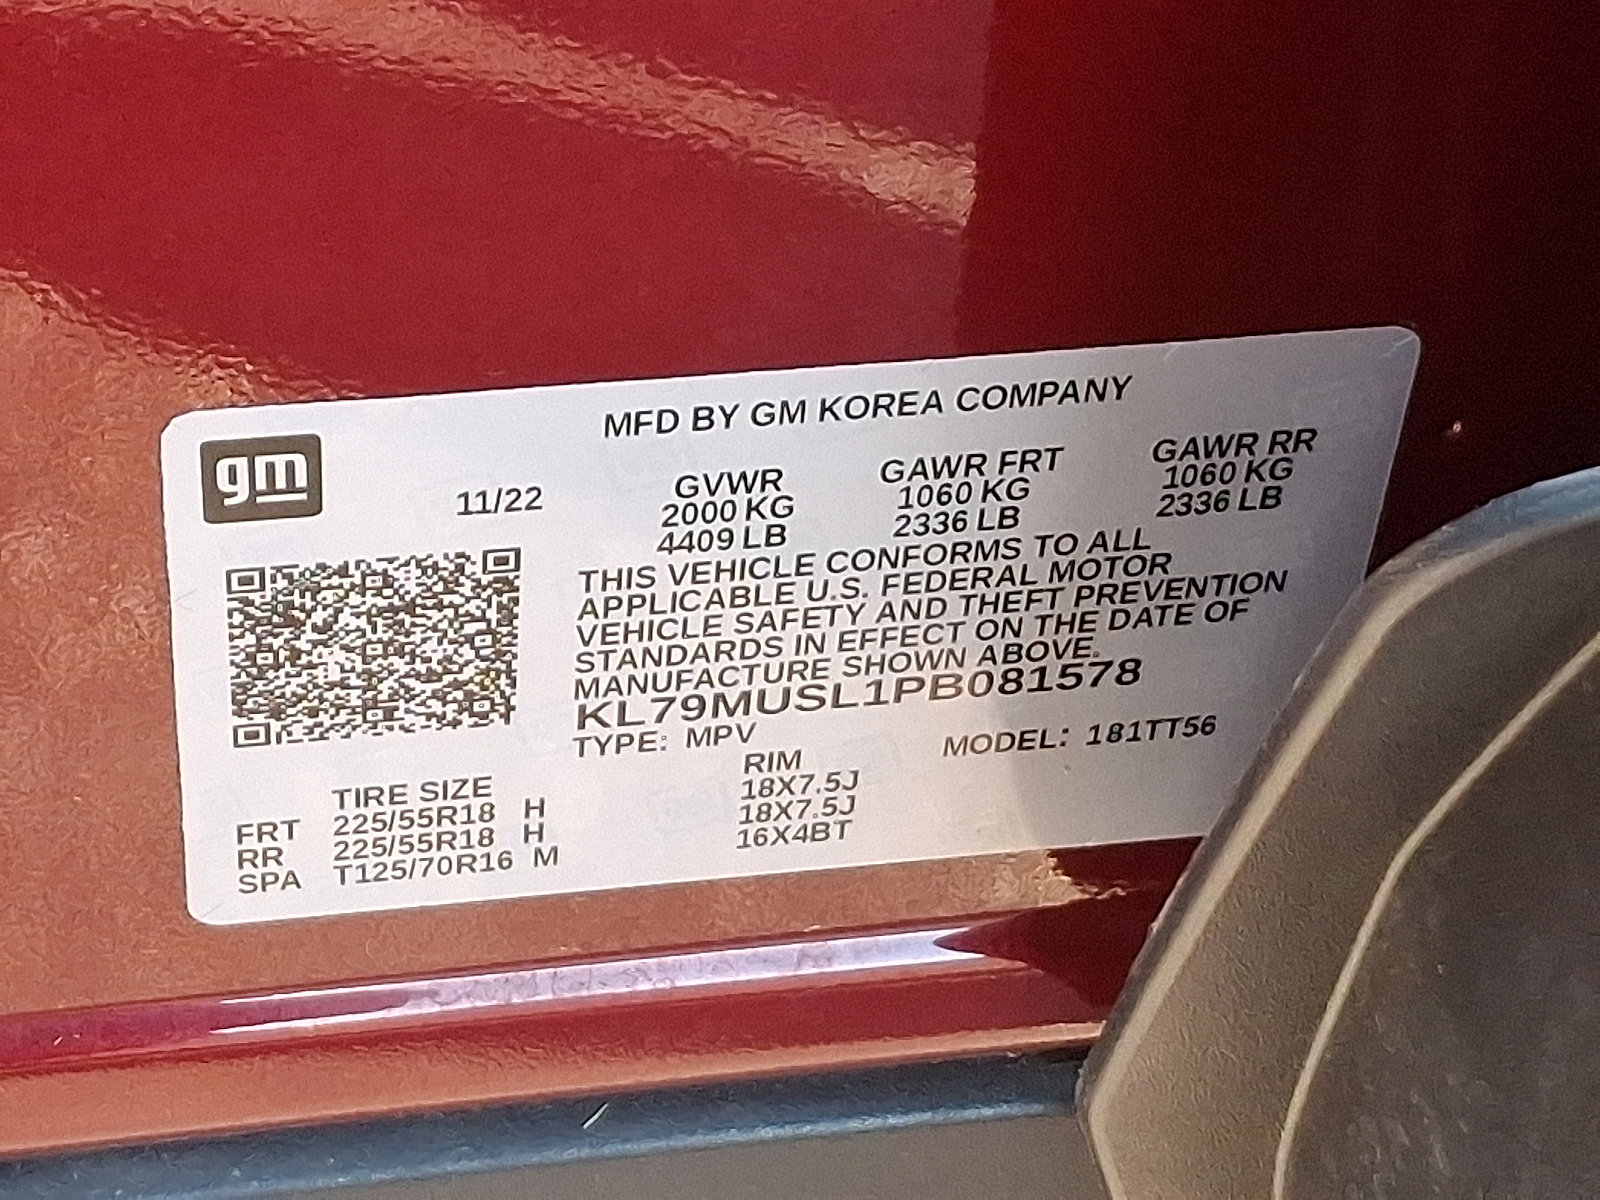 MFD BY GM KOREA COMPANY
gm
11/22
GVWR GAWR FRT GAWR RR
2000 KG 1060 KG 1060 KG
4409 LB 2336 LB 2336 LB
THIS VEHICLE CONFORMS TO ALL
APPLICABLE U.S. FEDERAL MOTOR
VEHICLE SAFETY AND THEFT PREVENTION
STANDARDS IN EFFECT ON THE DATE OF
MANUFACTURE SHOWN ABOVE.
KL79MUSL1PB081578
TYPE: MPV MODEL: 181TT56
TIRE SIZE RIM
FRT 225/55R18 H 18X7.5J
RR 225/55R18 H 18X7.5J
SPA T125/70R16 M 16X4BT